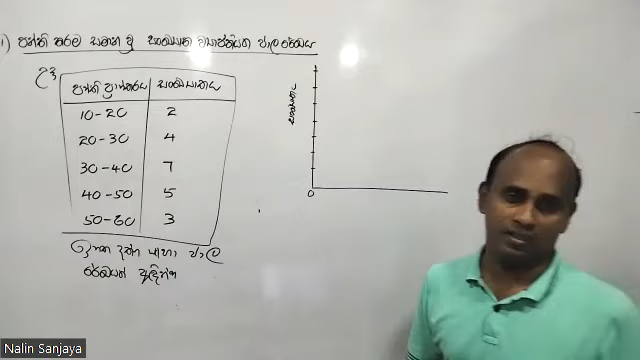 1) පන්ති තරම සමාන වූ සංඛ්‍යාත ව්‍යාප්තියක ජාල රේඛය
උදා
පන්ති ප්‍රාන්තරය සංඛ්‍යාතය
10-20 2
20-30 4
30-40 7
40-50 5
50-60 3
ඉහත දත්ත සඳහා ජාල
රේඛයක් අඳින්න
සංඛ්‍යාතය
0
Nalin Sanjaya